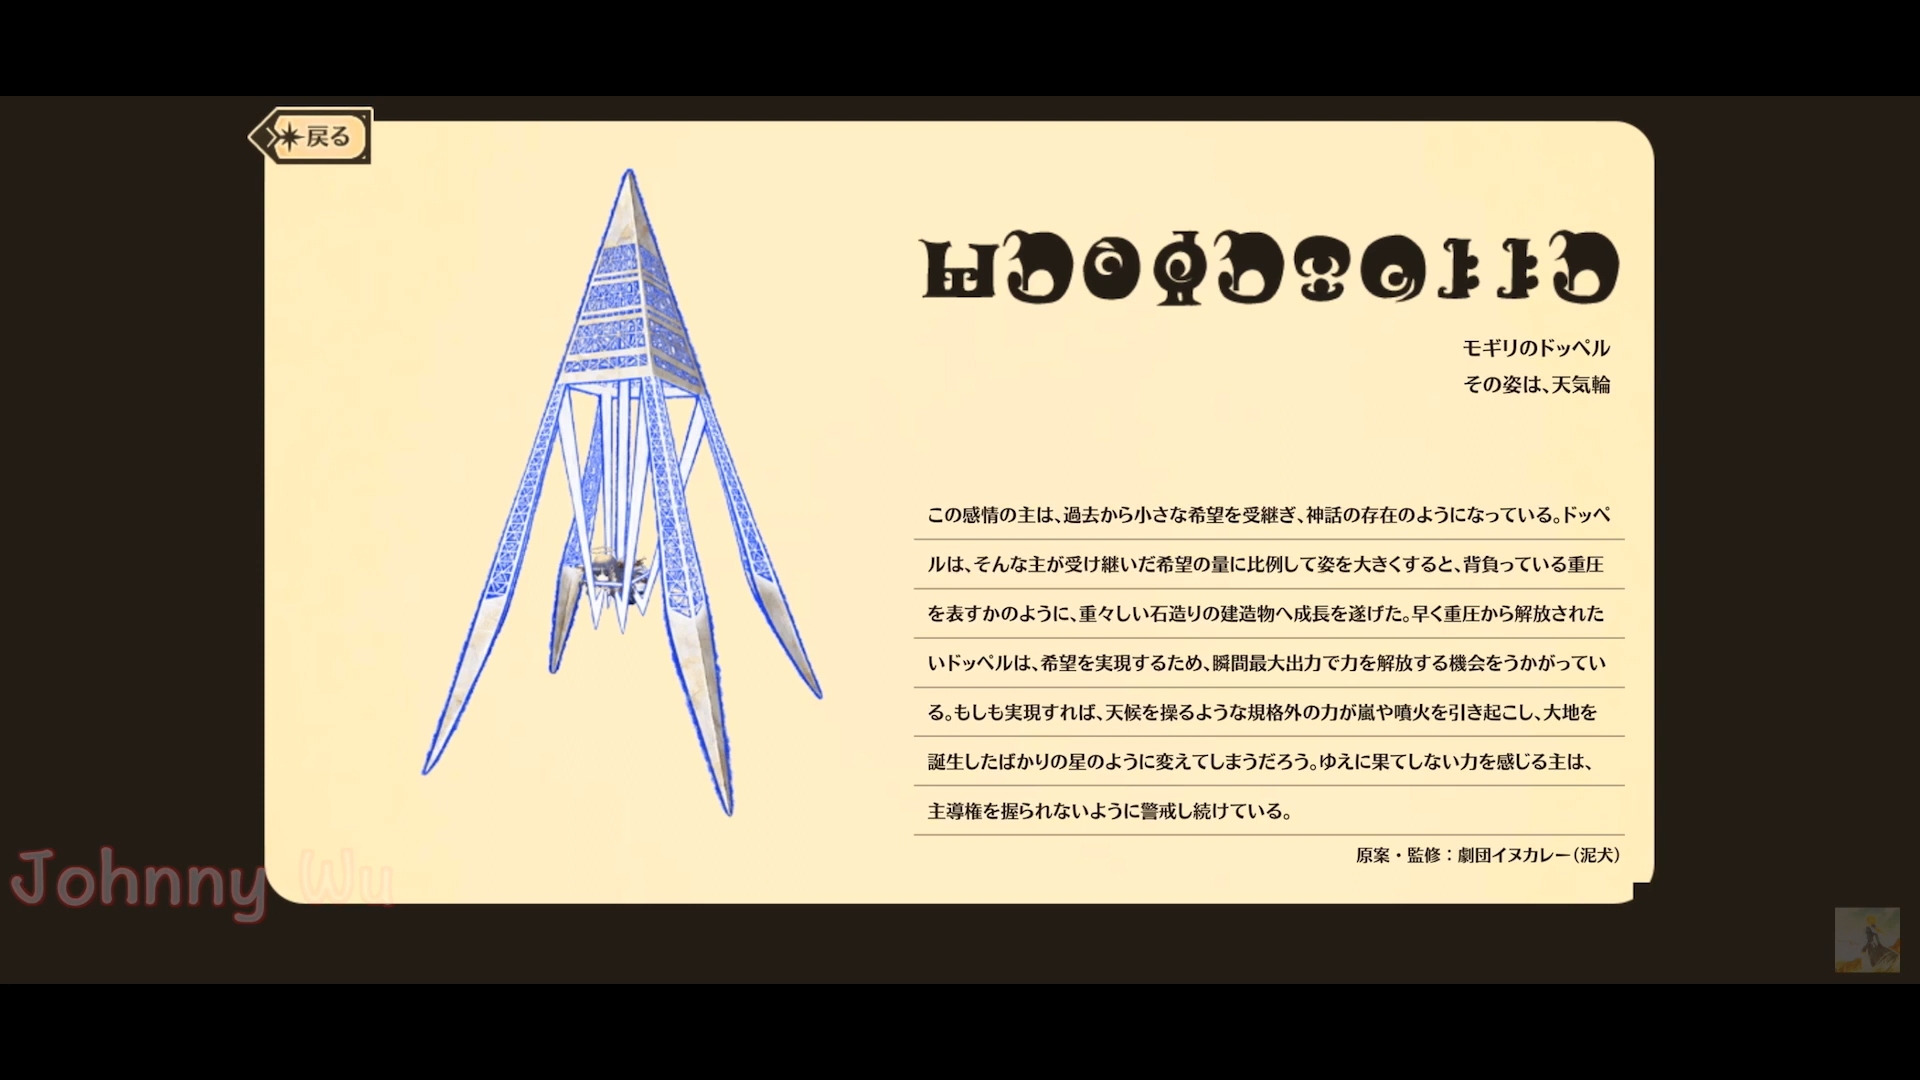 戻る
モギリのドッペル
その姿は、天気輪
この感情の主は、過去から小さな希望を受継ぎ、神話の存在のようになっている。ドッペ
ルは、そんな主が受け継いだ希望の量に比例して姿を大きくすると、背負っている重圧
を表すかのように、重々しい石造りの建造物へ成長を遂げた。早く重圧から解放された
いドッペルは、希望を実現するため、瞬間最大出力で力を解放する機会をうかがってい
る。もしも実現すれば、天候を操るような規格外の力が嵐や噴火を引き起こし、大地を
誕生したばかりの星のように変えてしまうだろう。ゆえに果てしない力を感じる主は、
主導権を握られないように警戒し続けている。
原案・監修：劇団イヌカレー（泥犬）
Johnny Wu